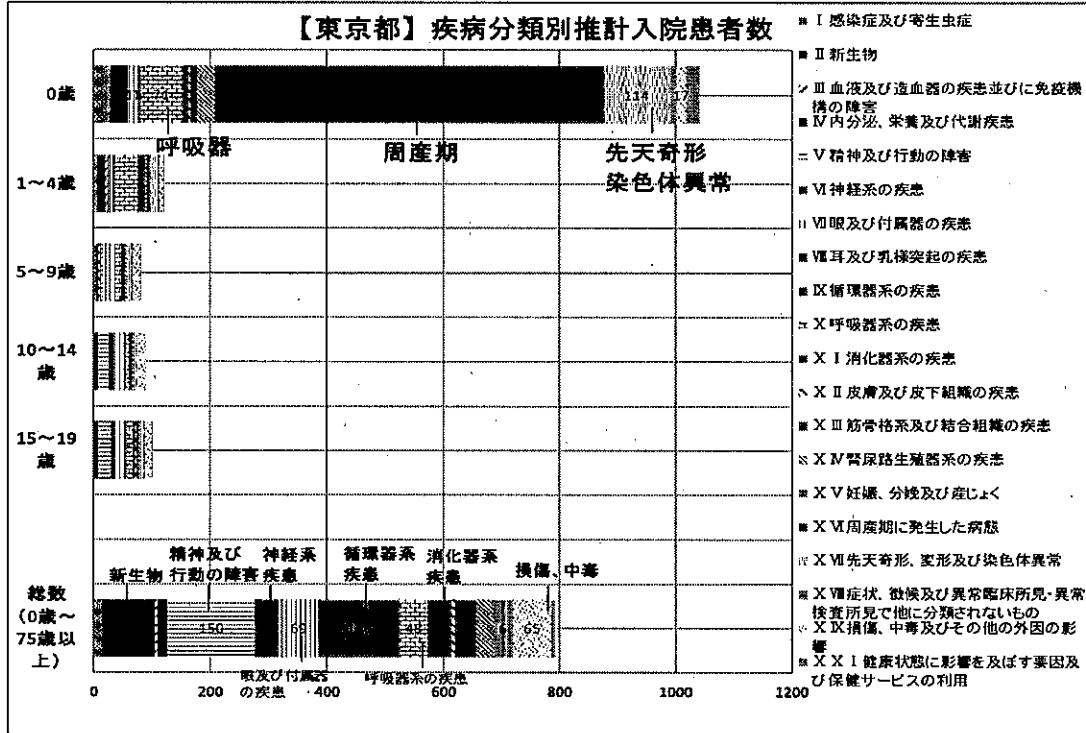 【東京都】疾病分類別推計入院患者数
0歳
114
17
呼吸器
周産期
先天奇形
染色体異常
1～4歳
5～9歳
10～14
歳
15～19
歳
総数
(0歳～
75歳以
上)
新生物
精神及び
行動の障害
神経系
疾患
循環器系
疾患
消化器系
疾患
損傷、中毒
150
69
48
65
眼及び付属器
の疾患
呼吸器系の疾患
0
200
400
600
800
1000
1200
Ⅰ感染症及び寄生虫症
Ⅱ新生物
Ⅲ血液及び造血器の疾患並びに免疫機
構の障害
Ⅳ内分泌、栄養及び代謝疾患
Ⅴ精神及び行動の障害
Ⅵ神経系の疾患
Ⅶ眼及び付属器の疾患
Ⅷ耳及び乳様突起の疾患
Ⅸ循環器系の疾患
Ⅹ呼吸器系の疾患
ⅩⅠ消化器系の疾患
ⅩⅡ皮膚及び皮下組織の疾患
ⅩⅢ筋骨格系及び結合組織の疾患
ⅩⅣ腎尿路生殖器系の疾患
ⅩⅤ妊娠、分娩及び産じょく
ⅩⅥ周産期に発生した病態
ⅩⅦ先天奇形、変形及び染色体異常
ⅩⅧ症状、徴候及び異常臨床所見・異常
検査所見で他に分類されないもの
ⅩⅨ損傷、中毒及びその他の外因の影
響
ⅩⅩⅠ健康状態に影響を及ぼす要因及
び保健サービスの利用